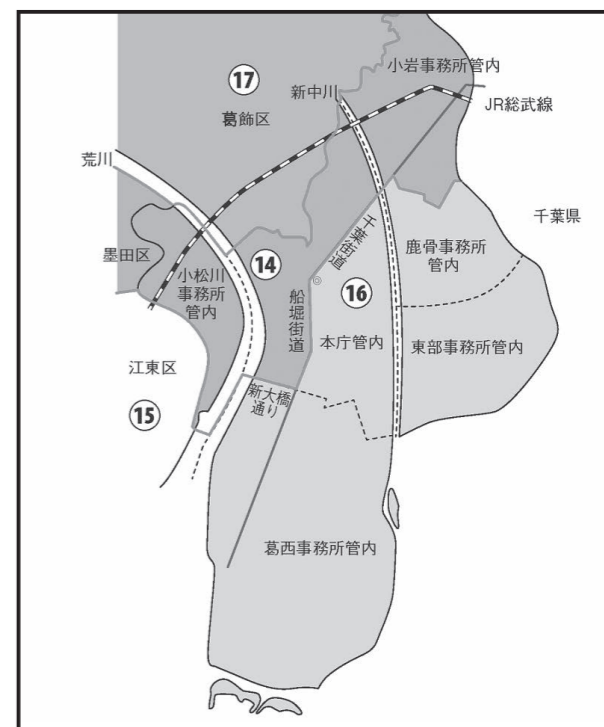 ⑰
葛飾区
新中川
小岩事務所管内
JR総武線
荒川
千葉県
墨田区
小松川
事務所
管内
⑭
千葉街道
鹿骨事務所
管内
船堀街道
⑯
本庁管内
東部事務所管内
江東区
⑮
新大橋
通り
葛西事務所管内